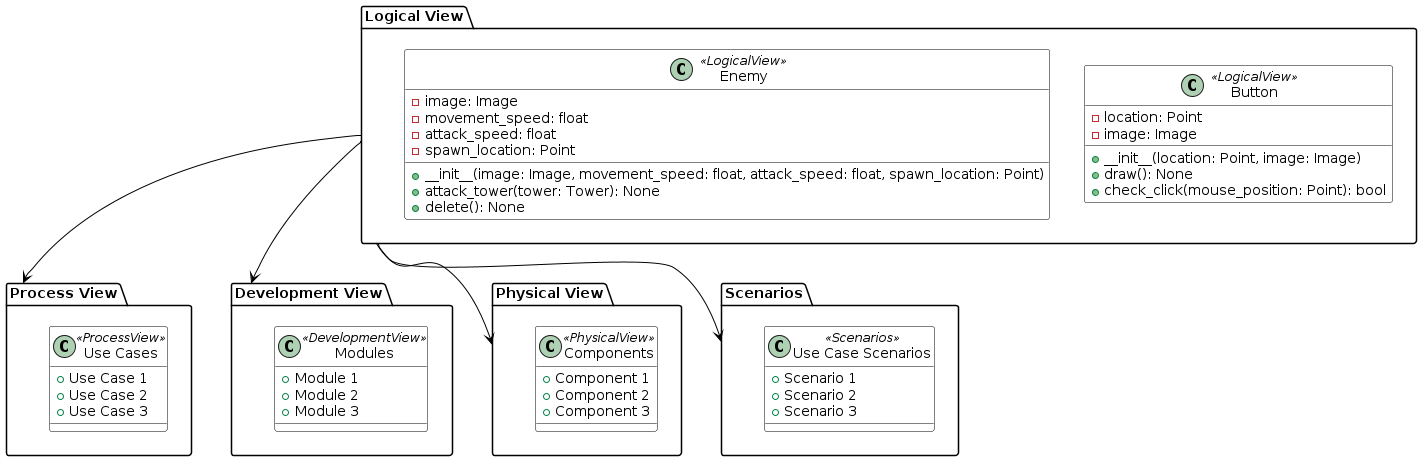 Logical View
C «LogicalView»
Enemy
image: Image
movement_speed: float
attack_speed: float
spawn_location: Point
__init__(image: Image, movement_speed: float, attack_speed: float, spawn_location: Point)
attack_tower(tower: Tower): None
delete(): None
C «LogicalView»
Button
location: Point
image: Image
__init__(location: Point, image: Image)
draw(): None
check_click(mouse_position: Point): bool
Process View
C «ProcessView»
Use Cases
Use Case 1
Use Case 2
Use Case 3
Development View
C «DevelopmentView»
Modules
Module 1
Module 2
Module 3
Physical View
C «PhysicalView»
Components
Component 1
Component 2
Component 3
Scenarios
C «Scenarios»
Use Case Scenarios
Scenario 1
Scenario 2
Scenario 3